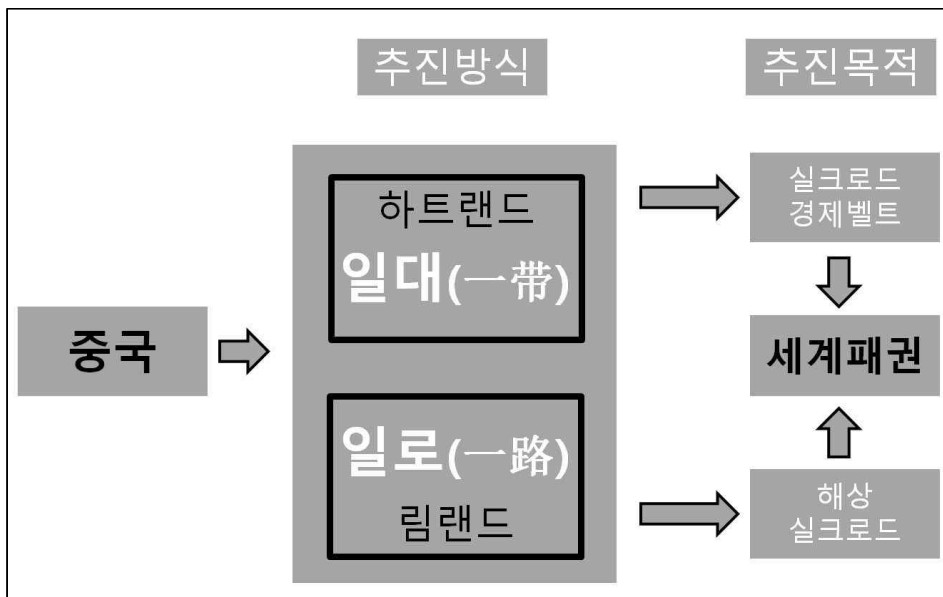 추진방식
추진목적
하트랜드
일대(一带)
실크로드
경제벨트
중국
세계패권
일로(一路)
림랜드
해상
실크로드